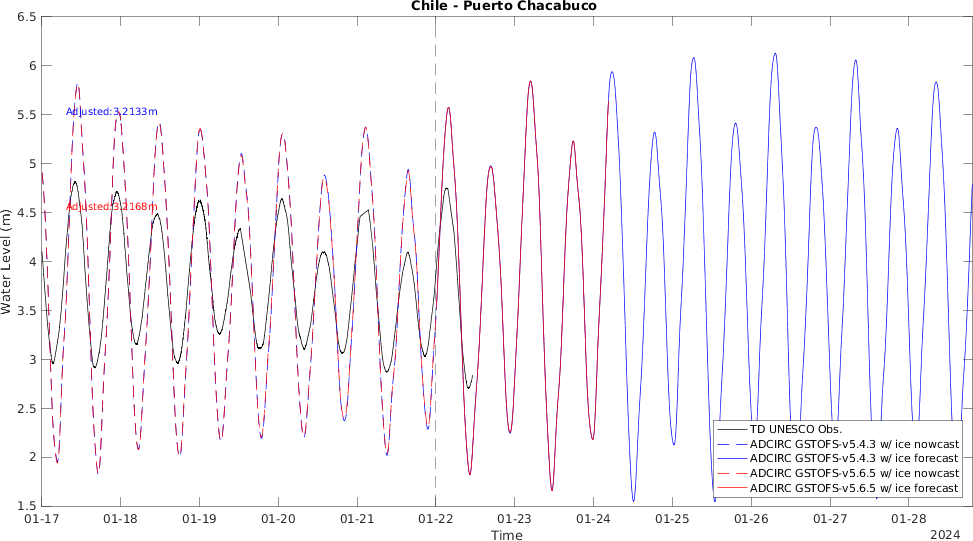 Chile - Puerto Chacabuco
6.5
6
5.5
5
4.5
4
3.5
3
2.5
2
1.5
Water Level (m)
Adjusted:3.2133m
Adjusted:3.2168m
TD UNESCO Obs.
ADCIRC GSTOFS-v5.4.3 w/ ice nowcast
ADCIRC GSTOFS-v5.4.3 w/ ice forecast
ADCIRC GSTOFS-v5.6.5 w/ ice nowcast
ADCIRC GSTOFS-v5.6.5 w/ ice forecast
01-17 01-18 01-19 01-20 01-21 01-22 01-23 01-24 01-25 01-26 01-27 01-28
Time
2024